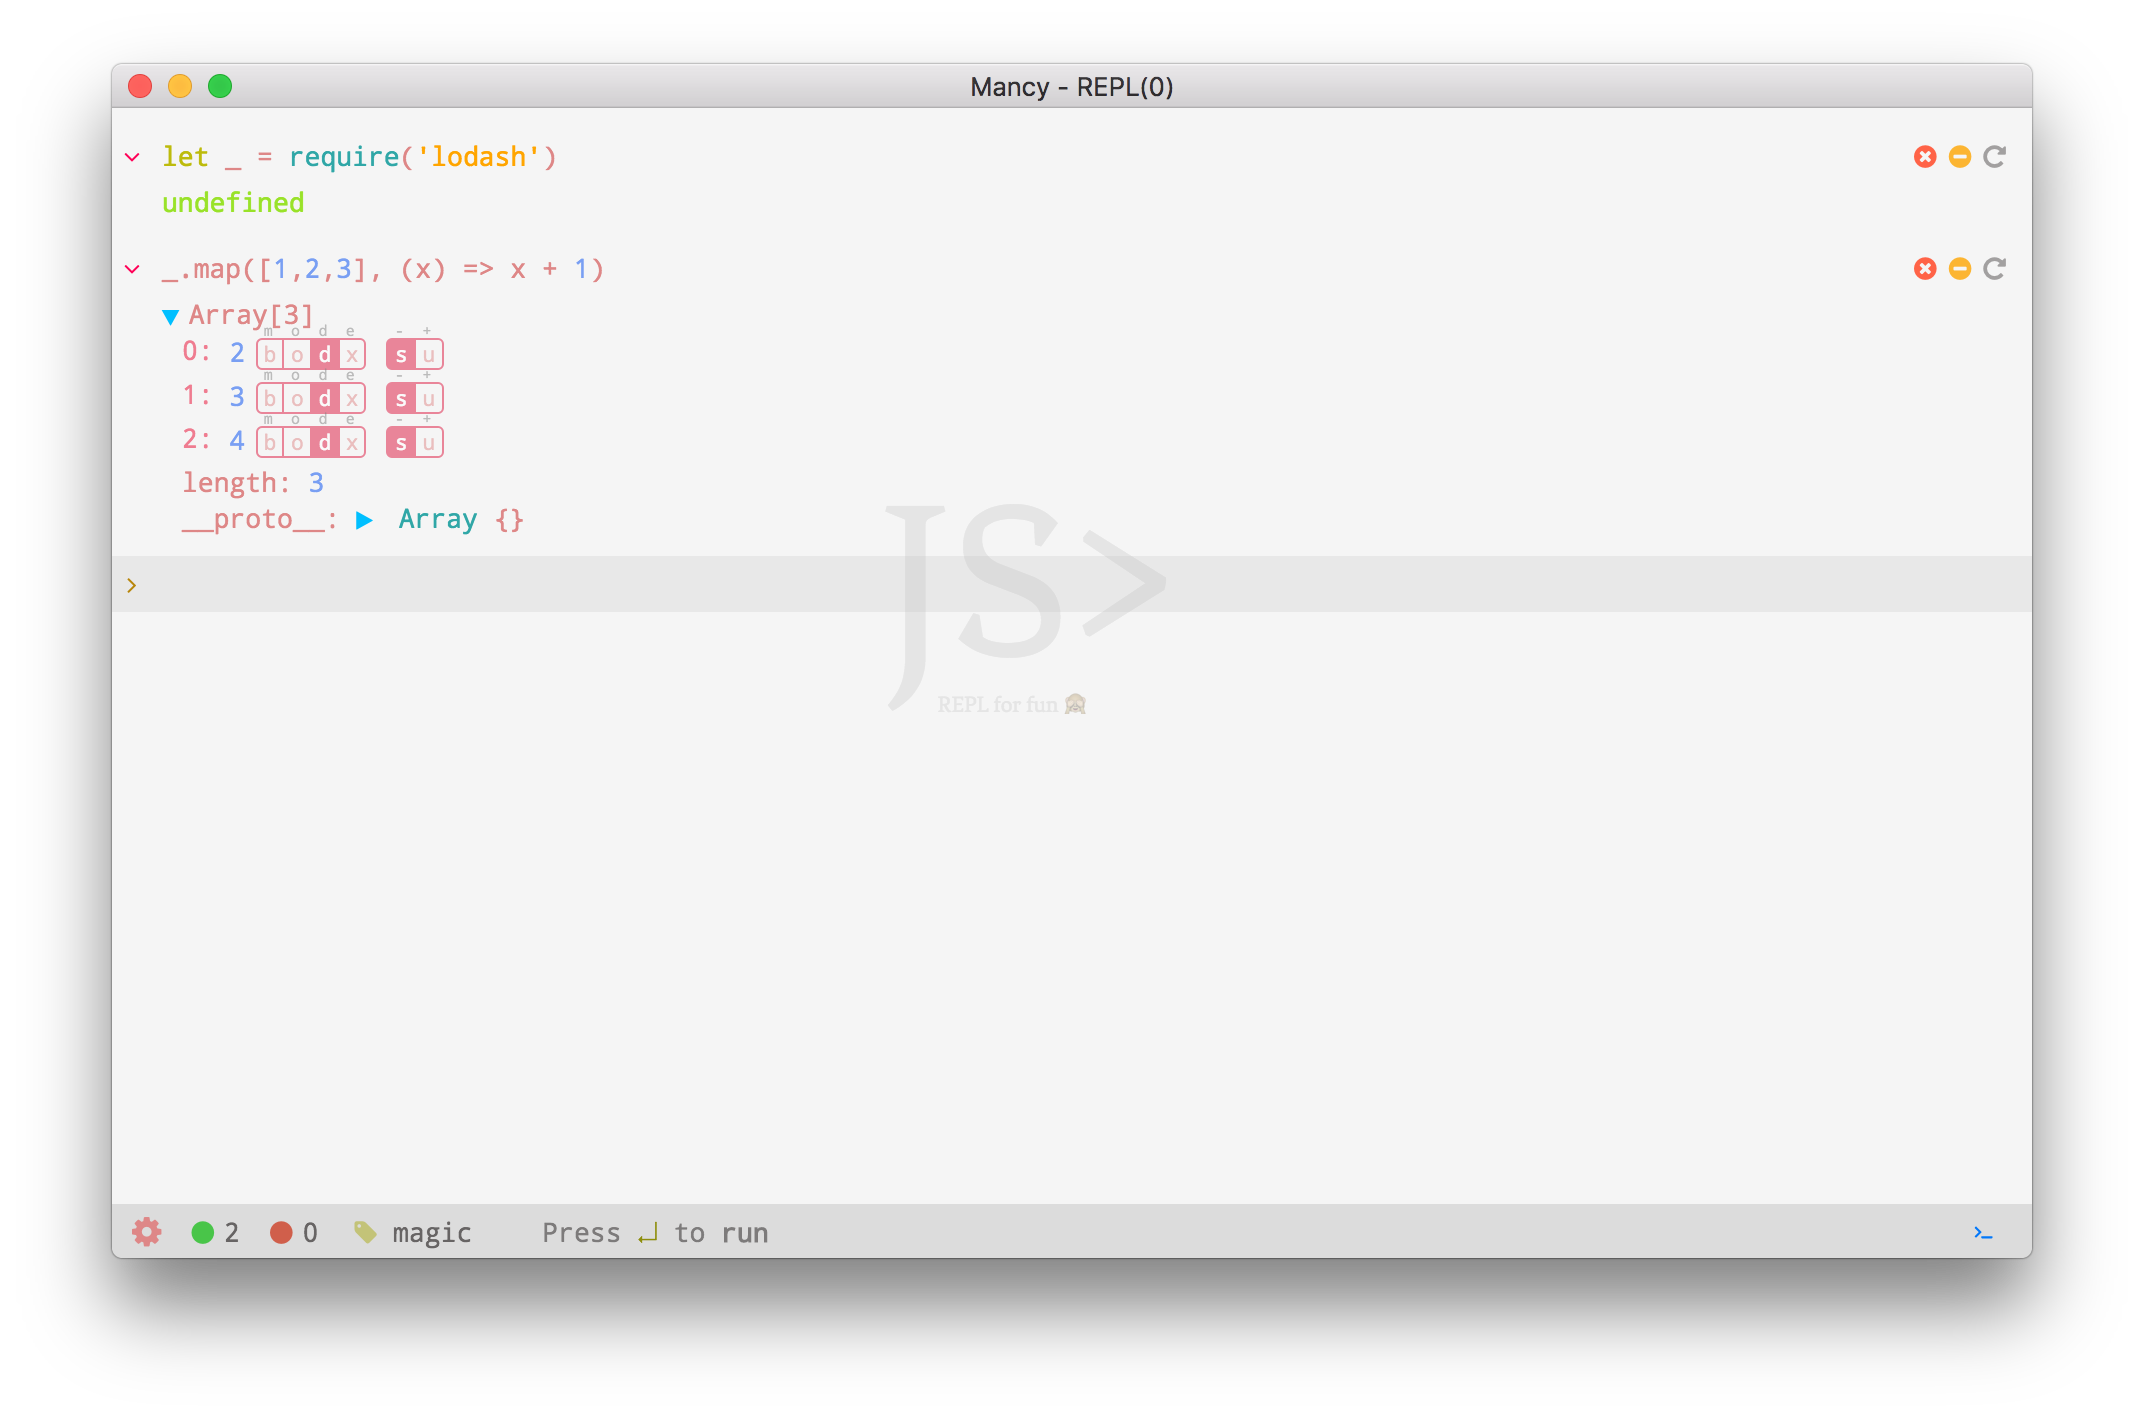 Mancy - REPL(0)
let _ = require('lodash')
undefined
_.map([1,2,3], (x) => x + 1)
Array[3]
m o d e - +
0: 2 b o d x s u
m o d e - +
1: 3 b o d x s u
m o d e - +
2: 4 b o d x s u
length: 3
__proto__: Array {}
JS>
REPL for fun 🙈
2 0 magic Press ↵ to run >_